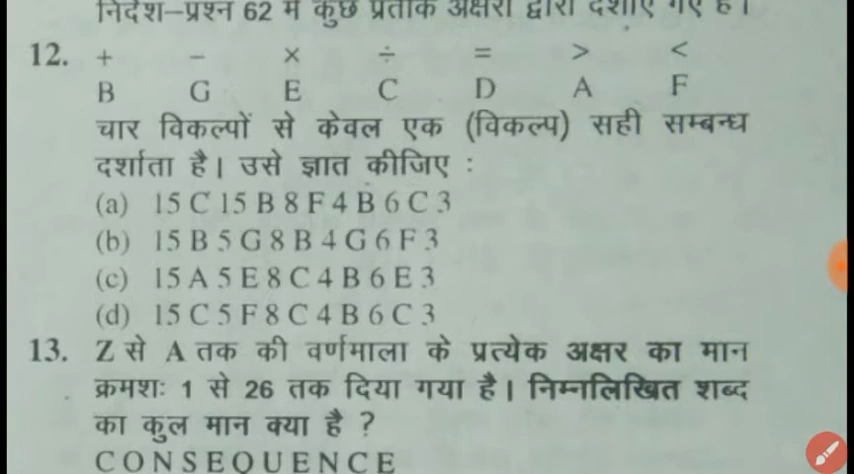 निर्देश–प्रश्न 62 में कुछ प्रतीक अक्षरों द्वारा दर्शाए गए हैं।
12. + − × ÷ = > <
B G E C D A F
चार विकल्पों से केवल एक (विकल्प) सही सम्बन्ध
दर्शाता है। उसे ज्ञात कीजिए :
(a) 15 C 15 B 8 F 4 B 6 C 3
(b) 15 B 5 G 8 B 4 G 6 F 3
(c) 15 A 5 E 8 C 4 B 6 E 3
(d) 15 C 5 F 8 C 4 B 6 C 3
13. Z से A तक की वर्णमाला के प्रत्येक अक्षर का मान
क्रमशः 1 से 26 तक दिया गया है। निम्नलिखित शब्द
का कुल मान क्या है ?
CONSEQUENCE